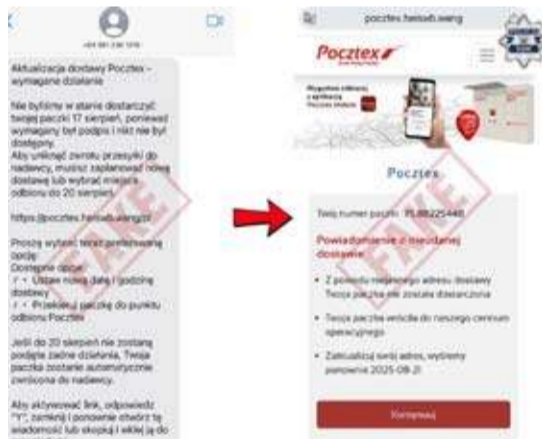 Aktualizacja dostawy Pocztex -
wymagane działanie
Nie byliśmy w stanie dostarczyć
twojej paczki 17 sierpień, ponieważ
wymagany był podpis i nikt nie był
dostępny.
Aby uniknąć zwrotu przesyłki do
nadawcy, musisz zaplanować nową
dostawę lub wybrać miejsce
odbioru do 20 sierpień.
Proszę wybrać teraz preferowaną
opcję:
Dostępne opcje:
Ustaw nową datę i godzinę
dostawy
Przekieruj paczkę do punktu
odbioru Pocztex
Jeśli do 20 sierpień nie zostaną
podjęte żadne działania, Twoja
paczka zostanie automatycznie
zwrócona do nadawcy.
Aby aktywować link, odpowiedz
"Y", zamknij i ponownie otwórz tę
wiadomość lub skopiuj i wklej ją do
FAKE
Pocztex
Pocztex
Twój numer paczki:
Powiadomienie o nieudanej
dostawie
Z powodu niejasnego adresu dostawy
Twoja paczka nie została dostarczona
Twoja paczka wróciła do naszego centrum
operacyjnego
Zaktualizuj swój adres, wyślemy
ponownie 2025-08-21
Kontynuuj
FAKE